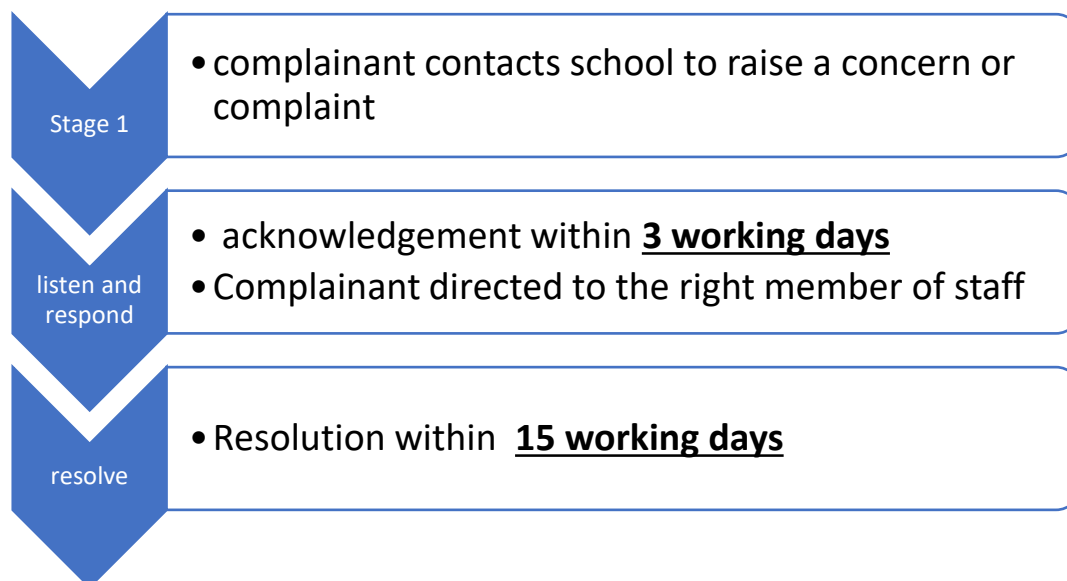 Stage 1
• complainant contacts school to raise a concern or
complaint
listen and
respond
• acknowledgement within 3 working days
• Complainant directed to the right member of staff
resolve
• Resolution within 15 working days